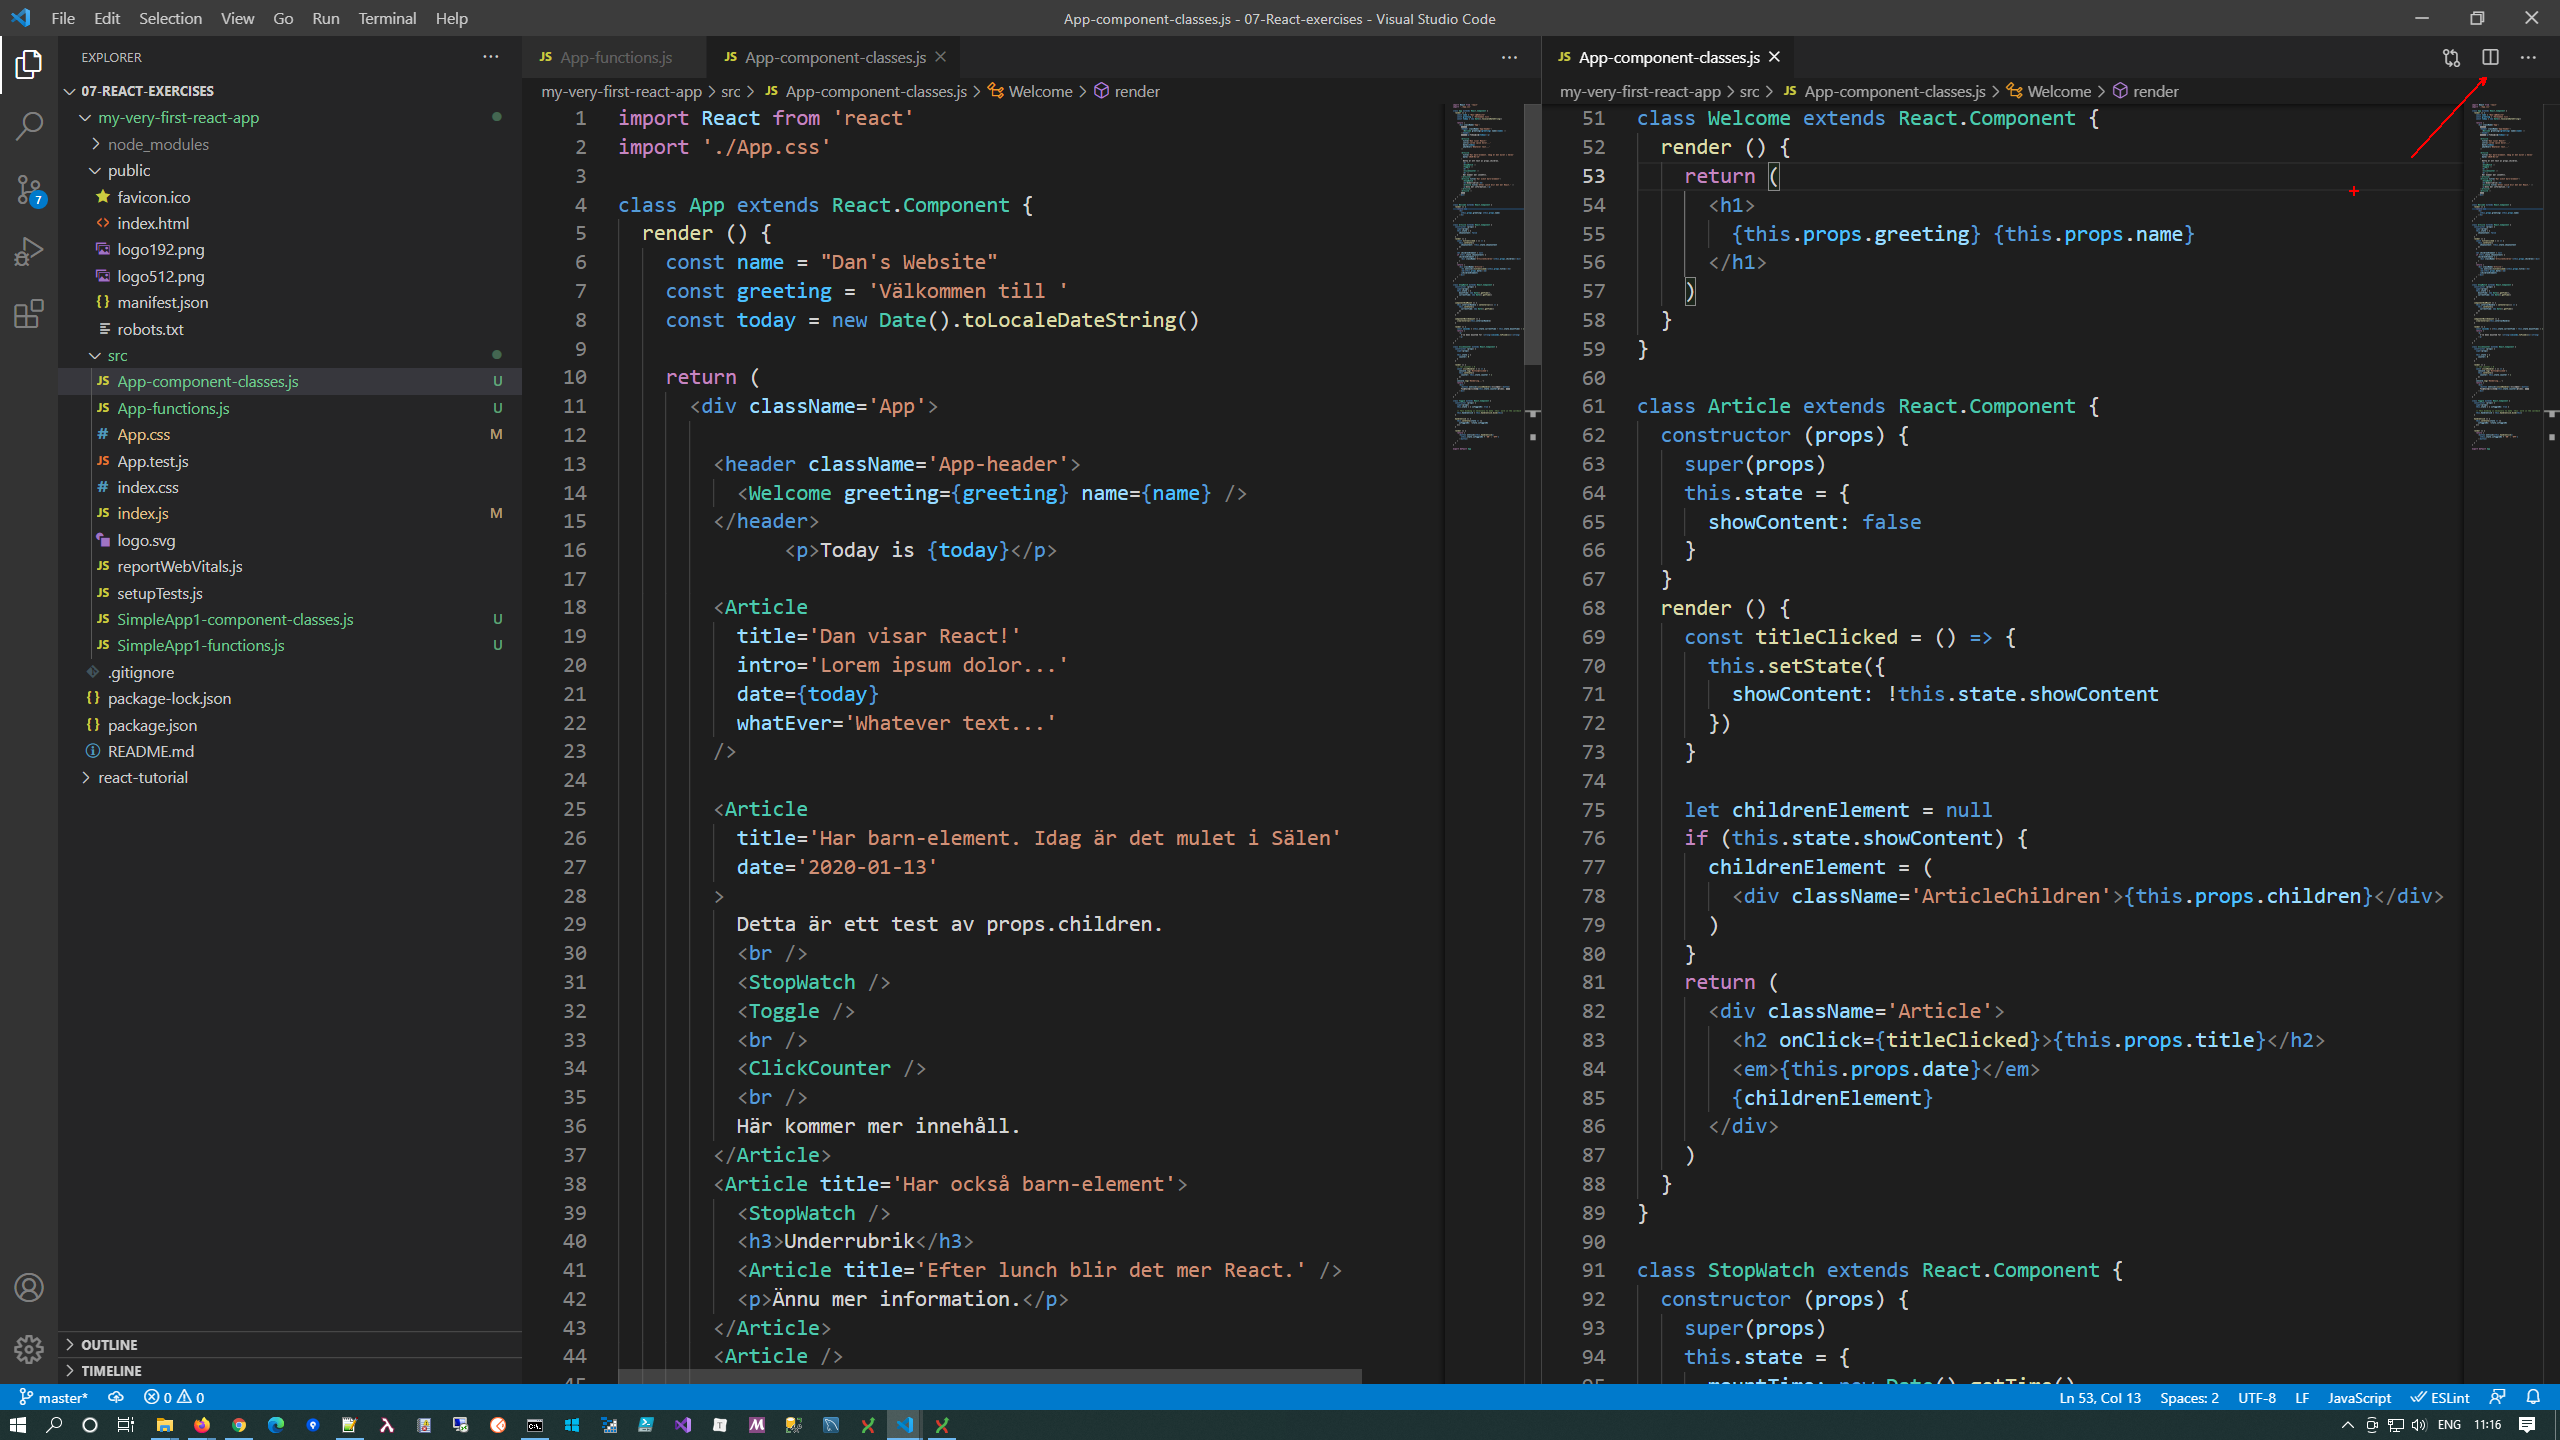 File Edit Selection View Go Run Terminal Help
App-component-classes.js - 07-React-exercises - Visual Studio Code
EXPLORER
07-REACT-EXERCISES
my-very-first-react-app
node_modules
public
favicon.ico
index.html
logo192.png
logo512.png
manifest.json
robots.txt
src
App-component-classes.js U
App-functions.js U
App.css M
App.test.js
index.css
index.js M
logo.svg
reportWebVitals.js
setupTests.js
SimpleApp1-component-classes.js U
SimpleApp1-functions.js U
.gitignore
package-lock.json
package.json
README.md
react-tutorial
OUTLINE
TIMELINE
7
JS App-functions.js
JS App-component-classes.js
my-very-first-react-app > src > JS App-component-classes.js > Welcome > render
1 import React from 'react'
2 import './App.css'
3
4 class App extends React.Component {
5 render () {
6 const name = "Dan's Website"
7 const greeting = 'Välkommen till '
8 const today = new Date().toLocaleDateString()
9
10 return (
11 <div className='App'>
12
13 <header className='App-header'>
14 <Welcome greeting={greeting} name={name} />
15 </header>
16 <p>Today is {today}</p>
17
18 <Article
19 title='Dan visar React!'
20 intro='Lorem ipsum dolor...'
21 date={today}
22 whatEver='Whatever text...'
23 />
24
25 <Article
26 title='Har barn-element. Idag är det mulet i Sälen'
27 date='2020-01-13'
28 >
29 Detta är ett test av props.children.
30 <br />
31 <StopWatch />
32 <Toggle />
33 <br />
34 <ClickCounter />
35 <br />
36 Här kommer mer innehåll.
37 </Article>
38 <Article title='Har också barn-element'>
39 <StopWatch />
40 <h3>Underrubrik</h3>
41 <Article title='Efter lunch blir det mer React.' />
42 <p>Ännu mer information.</p>
43 </Article>
44 <Article />
JS App-component-classes.js
my-very-first-react-app > src > JS App-component-classes.js > Welcome > render
51 class Welcome extends React.Component {
52 render () {
53 return (
54 <h1>
55 {this.props.greeting} {this.props.name}
56 </h1>
57 )
58 }
59 }
60
61 class Article extends React.Component {
62 constructor (props) {
63 super(props)
64 this.state = {
65 showContent: false
66 }
67 }
68 render () {
69 const titleClicked = () => {
70 this.setState({
71 showContent: !this.state.showContent
72 })
73 }
74
75 let childrenElement = null
76 if (this.state.showContent) {
77 childrenElement = (
78 <div className='ArticleChildren'>{this.props.children}</div>
79 )
80 }
81 return (
82 <div className='Article'>
83 <h2 onClick={titleClicked}>{this.props.title}</h2>
84 <em>{this.props.date}</em>
85 {childrenElement}
86 </div>
87 )
88 }
89 }
90
91 class StopWatch extends React.Component {
92 constructor (props) {
93 super(props)
94 this.state = {
master* 0 0
Ln 53, Col 13 Spaces: 2 UTF-8 LF JavaScript ESLint
ENG 11:16